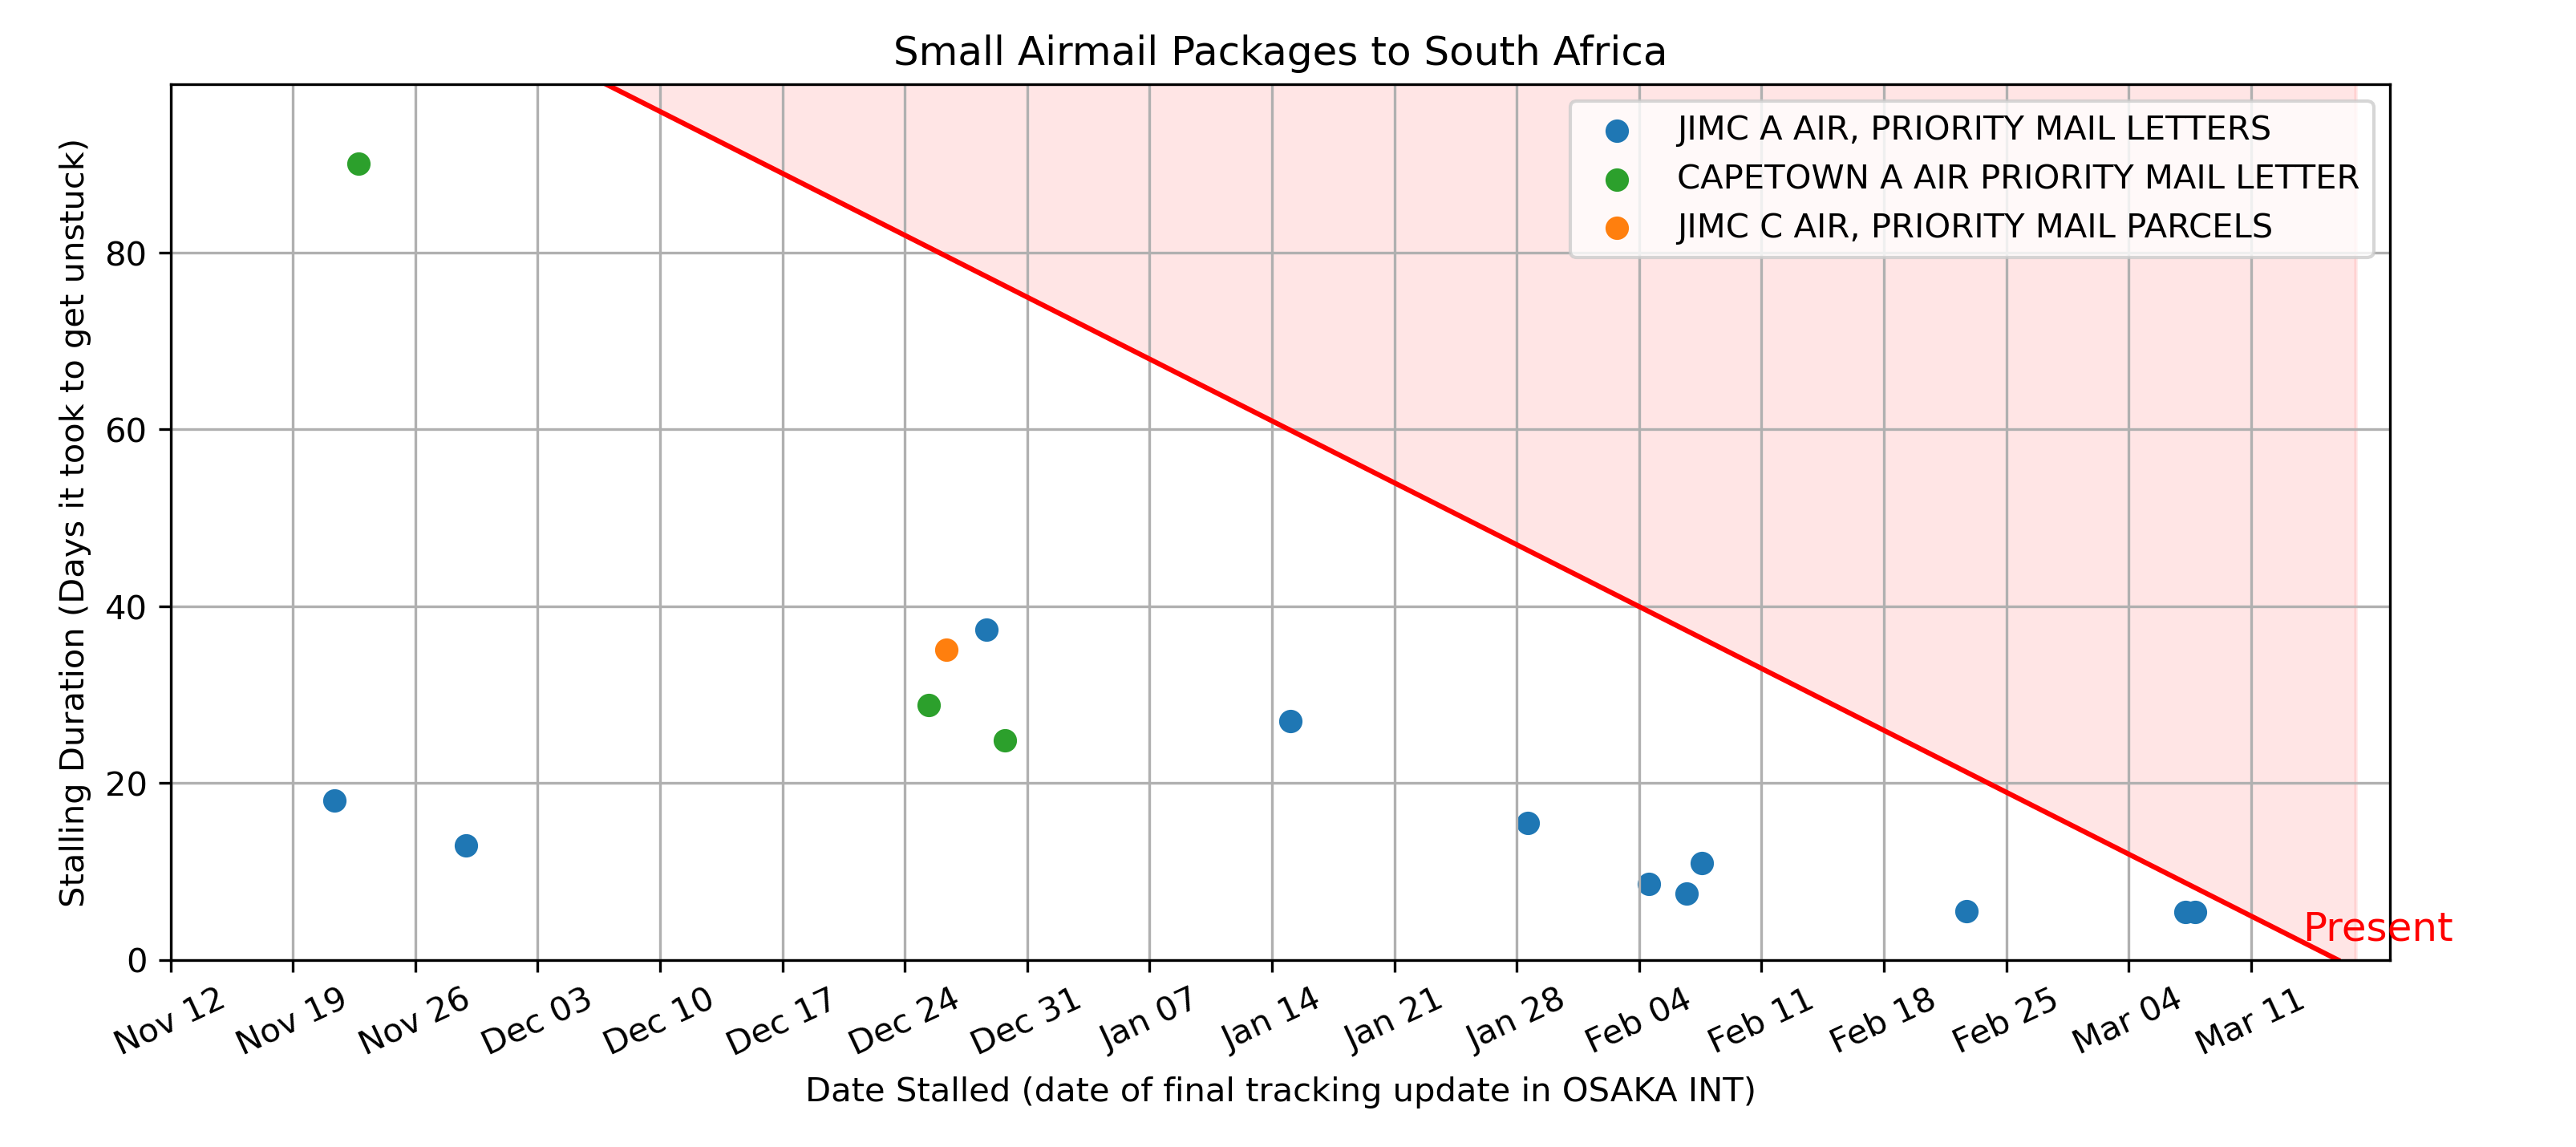 Small Airmail Packages to South Africa
JIMC A AIR, PRIORITY MAIL LETTERS
CAPETOWN A AIR PRIORITY MAIL LETTER
JIMC C AIR, PRIORITY MAIL PARCELS
Stalling Duration (Days it took to get unstuck)
80
60
40
20
0
Present
Nov 12
Nov 19
Nov 26
Dec 03
Dec 10
Dec 17
Dec 24
Dec 31
Jan 07
Jan 14
Jan 21
Jan 28
Feb 04
Feb 11
Feb 18
Feb 25
Mar 04
Mar 11
Date Stalled (date of final tracking update in OSAKA INT)